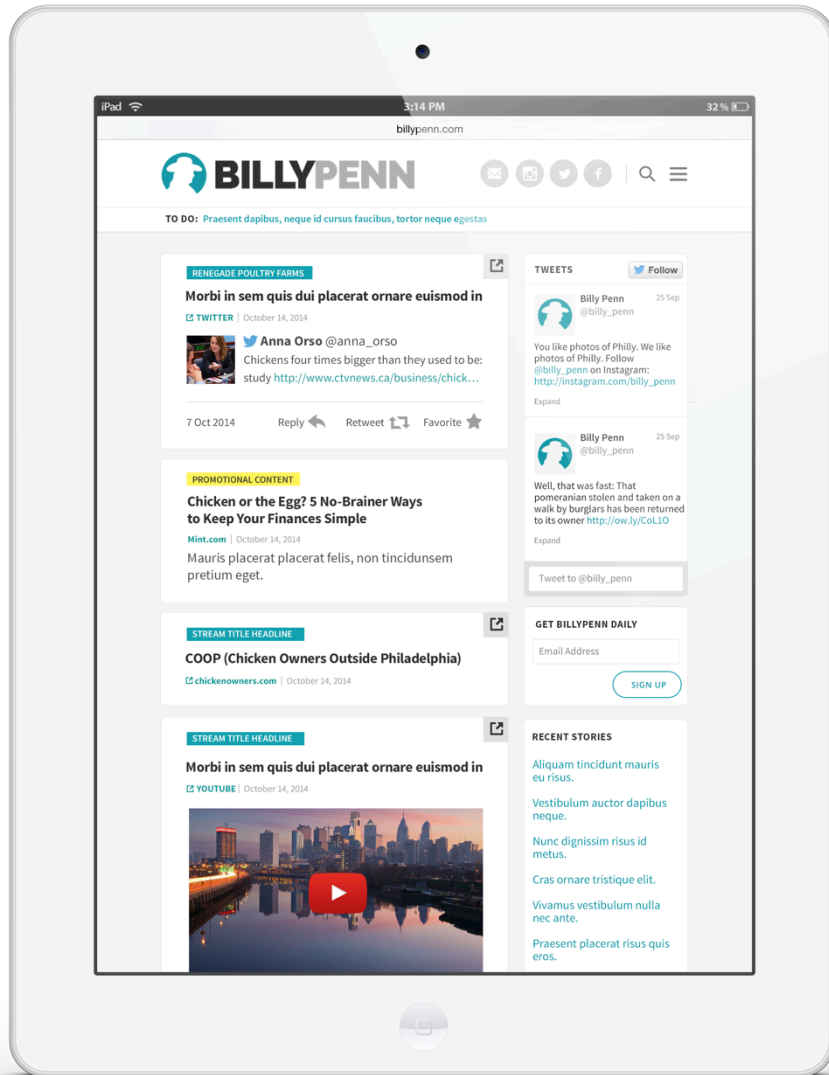 iPad
3:14 PM
32 %
billypenn.com
BILLYPENN
TO DO: Praesent dapibus, neque id cursus faucibus, tortor neque egestas
RENEGADE POULTRY FARMS
Morbi in sem quis dui placerat ornare euismod in
TWITTER | October 14, 2014
Anna Orso @anna_orso
Chickens four times bigger than they used to be:
study http://www.ctvnews.ca/business/chick...
7 Oct 2014 Reply Retweet Favorite
PROMOTIONAL CONTENT
Chicken or the Egg? 5 No-Brainer Ways
to Keep Your Finances Simple
Mint.com | October 14, 2014
Mauris placerat placerat felis, non tincidunsem
pretium eget.
STREAM TITLE HEADLINE
COOP (Chicken Owners Outside Philadelphia)
chickenowners.com | October 14, 2014
STREAM TITLE HEADLINE
Morbi in sem quis dui placerat ornare euismod in
YOUTUBE | October 14, 2014
TWEETS
Follow
Billy Penn 25 Sep
@billy_penn
You like photos of Philly. We like
photos of Philly. Follow
@billy_penn on Instagram:
http://instagram.com/billy_penn
Expand
Billy Penn 25 Sep
@billy_penn
Well, that was fast: That
pomeranian stolen and taken on a
walk by burglars has been returned
to its owner http://ow.ly/CoL1O
Expand
Tweet to @billy_penn
GET BILLYPENN DAILY
Email Address
SIGN UP
RECENT STORIES
Aliquam tincidunt mauris
eu risus.
Vestibulum auctor dapibus
neque.
Nunc dignissim risus id
metus.
Cras ornare tristique elit.
Vivamus vestibulum nulla
nec ante.
Praesent placerat risus quis
eros.